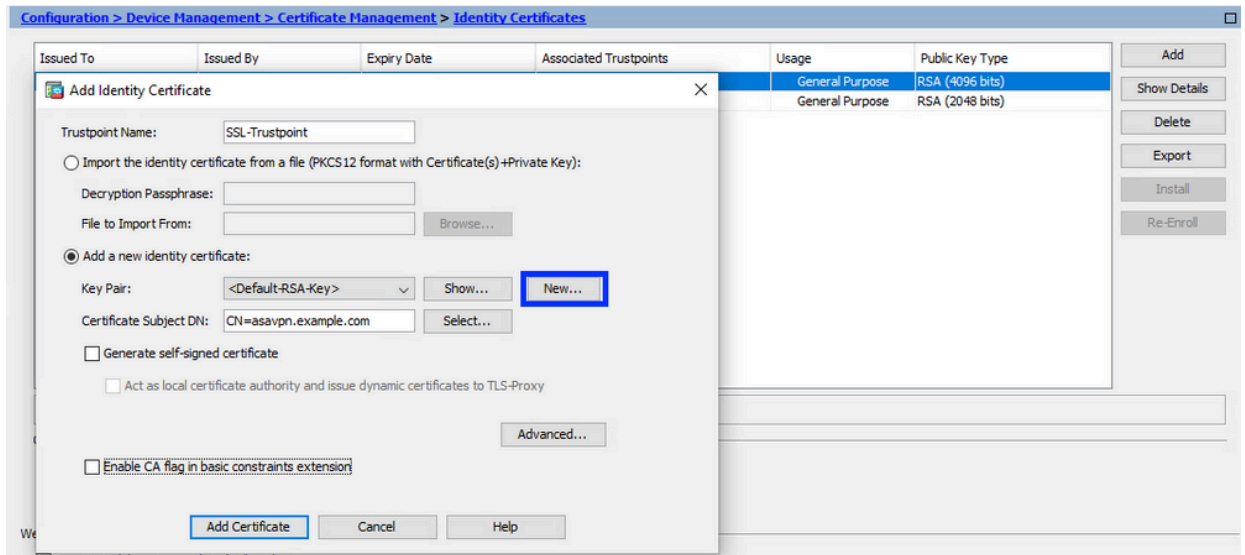 Configuration > Device Management > Certificate Management > Identity Certificates
Issued To Issued By Expiry Date Associated Trustpoints Usage Public Key Type
Add
General Purpose RSA (4096 bits)
Show Details
General Purpose RSA (2048 bits)
Delete
Export
Install
Re-Enroll
Add Identity Certificate
Trustpoint Name: SSL-Trustpoint
Import the identity certificate from a file (PKCS12 format with Certificate(s)+Private Key):
Decryption Passphrase:
File to Import From: Browse...
Add a new identity certificate:
Key Pair: <Default-RSA-Key> Show... New...
Certificate Subject DN: CN=asavpn.example.com Select...
Generate self-signed certificate
Act as local certificate authority and issue dynamic certificates to TLS-Proxy
Advanced...
Enable CA flag in basic constraints extension
Add Certificate Cancel Help
We